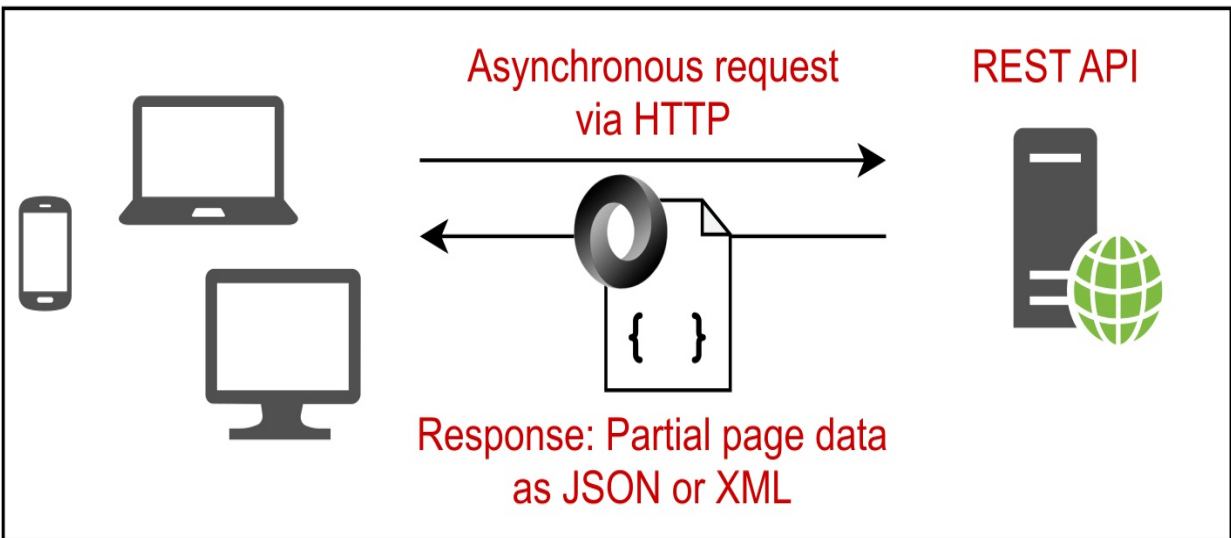 Asynchronous request
via HTTP
REST API
{ }
Response: Partial page data
as JSON or XML